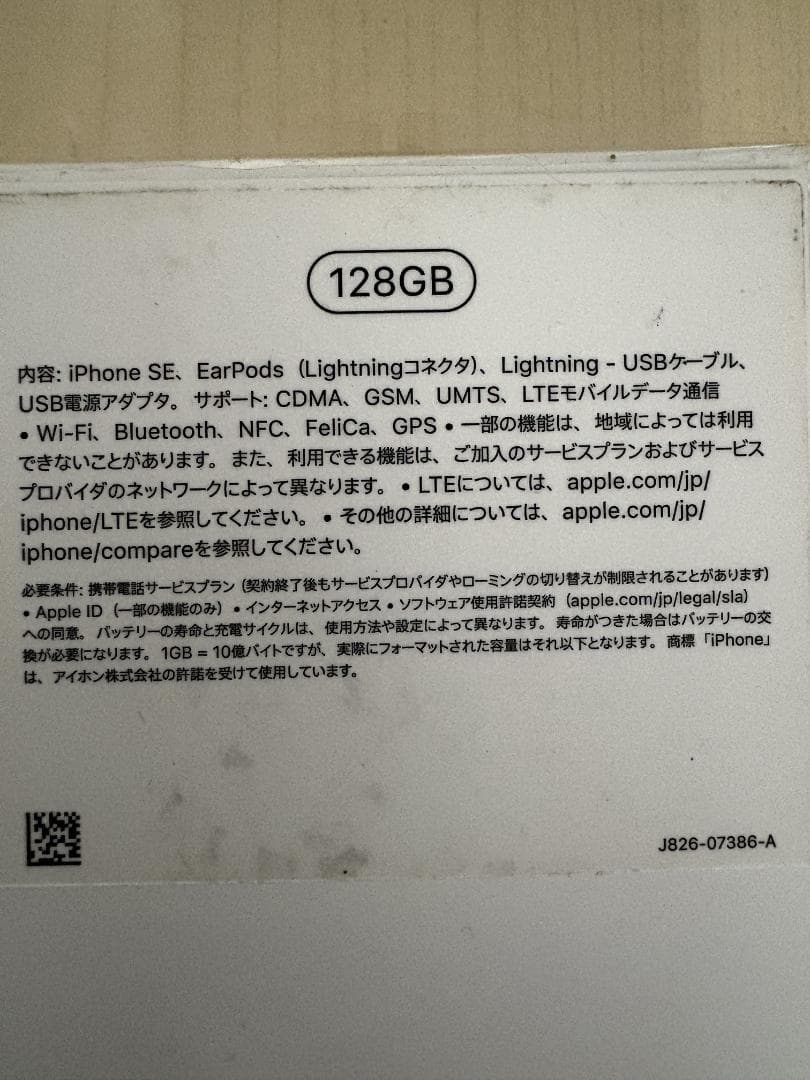 128GB
内容: iPhone SE、EarPods（Lightningコネクタ）、Lightning - USBケーブル、
USB電源アダプタ。 サポート: CDMA、GSM、UMTS、LTEモバイルデータ通信
• Wi-Fi、Bluetooth、NFC、FeliCa、GPS • 一部の機能は、地域によっては利用
できないことがあります。また、利用できる機能は、ご加入のサービスプランおよびサービス
プロバイダのネットワークによって異なります。 • LTEについては、apple.com/jp/
iphone/LTEを参照してください。 • その他の詳細については、apple.com/jp/
iphone/compareを参照してください。
必要条件: 携帯電話サービスプラン（契約終了後もサービスプロバイダやローミングの切り替えが制限されることがあります）
• Apple ID（一部の機能のみ）• インターネットアクセス • ソフトウェア使用許諾契約（apple.com/jp/legal/sla）
への同意。バッテリーの寿命と充電サイクルは、使用方法や設定によって異なります。寿命がつきた場合はバッテリーの交
換が必要になります。1GB = 10億バイトですが、実際にフォーマットされた容量はそれ以下となります。商標「iPhone」
は、アイホン株式会社の許諾を受けて使用しています。
J826-07386-A